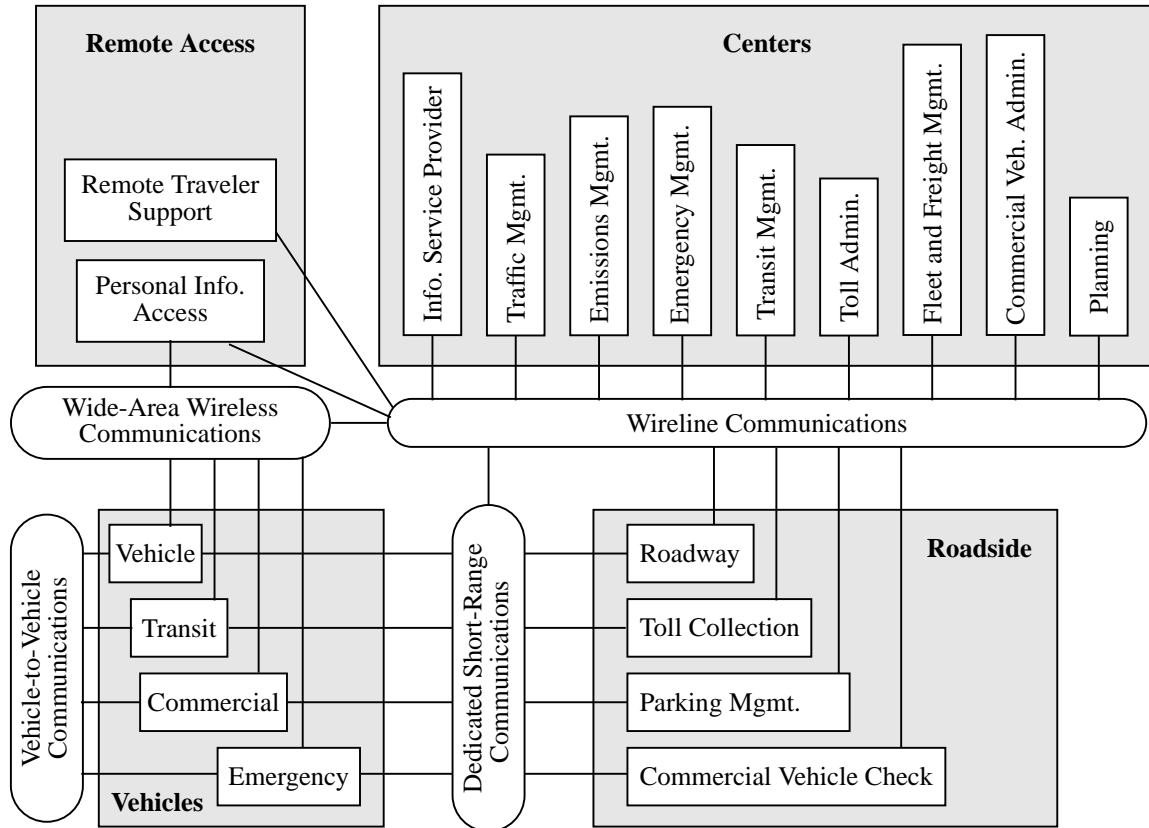 Remote Access
Remote Traveler
Support
Personal Info.
Access
Centers
Info. Service Provider
Traffic Mgmt.
Emissions Mgmt.
Emergency Mgmt.
Transit Mgmt.
Toll Admin.
Fleet and Freight Mgmt.
Commercial Veh. Admin.
Planning
Wide-Area Wireless
Communications
Wireline Communications
Vehicle-to-Vehicle
Communications
Vehicle
Transit
Commercial
Emergency
Vehicles
Dedicated Short-Range
Communications
Roadside
Roadway
Toll Collection
Parking Mgmt.
Commercial Vehicle Check